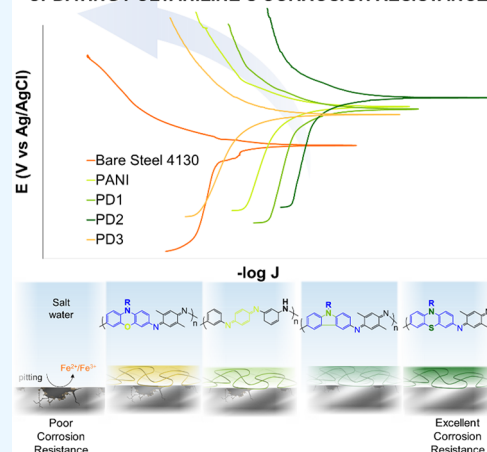 E (V vs Ag/AgCl)
Bare Steel 4130
PANI
PD1
PD2
PD3
-log J
Salt
water
R
N
O
N
N
n
N
N
H
N
n
R
N
N
N
n
R
N
S
N
N
pitting
Fe²⁺/Fe³⁺
Poor
Corrosion
Resistance
Excellent
Corrosion
Resistance